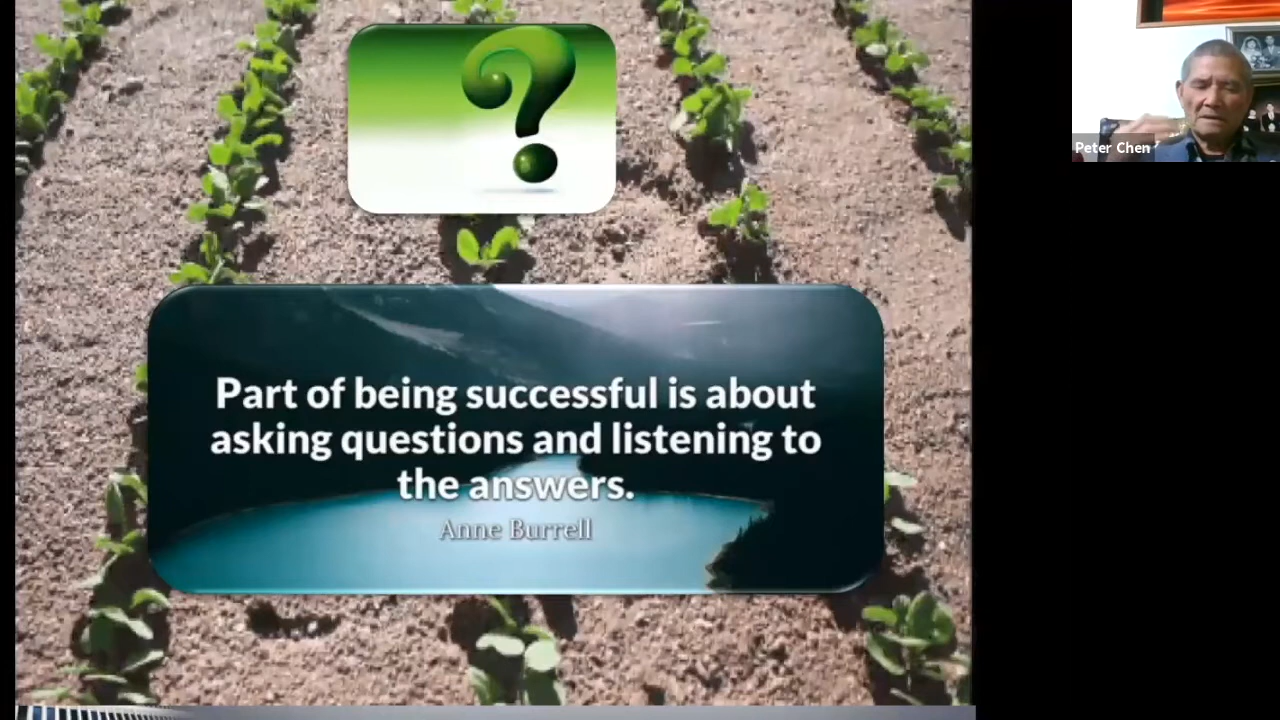 ?
Part of being successful is about
asking questions and listening to
the answers.
Anne Burrell
Peter Chen